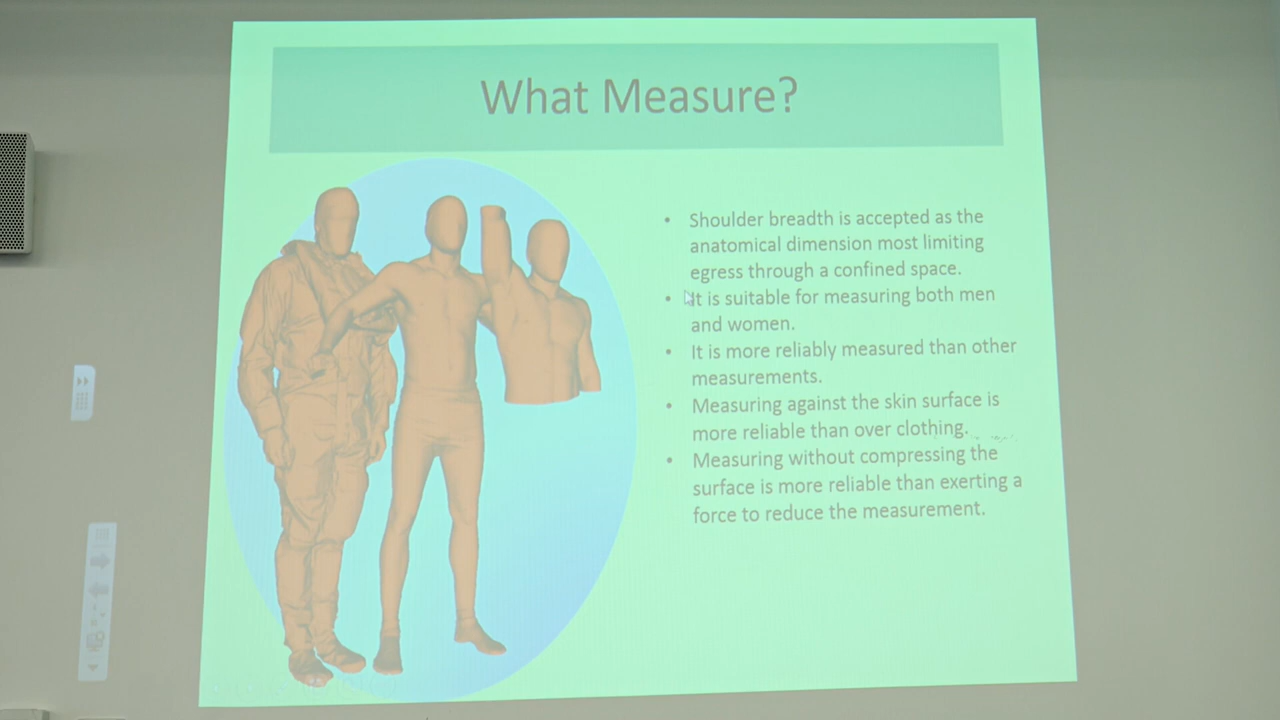 What Measure?
• Shoulder breadth is accepted as the
anatomical dimension most limiting
egress through a confined space.
• It is suitable for measuring both men
and women.
• It is more reliably measured than other
measurements.
• Measuring against the skin surface is
more reliable than over clothing.
• Measuring without compressing the
surface is more reliable than exerting a
force to reduce the measurement.